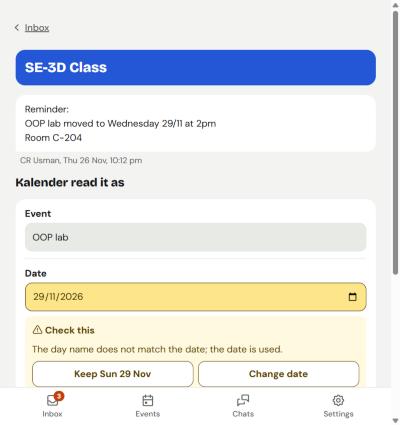 Inbox
SE-3D Class
Reminder:
OOP lab moved to Wednesday 29/11 at 2pm
Room C-204
CR Usman, Thu 26 Nov, 10:12 pm
Kalender read it as
Event
OOP lab
Date
29/11/2026
Check this
The day name does not match the date; the date is used.
Keep Sun 29 Nov
Change date
3
Inbox
Events
Chats
Settings